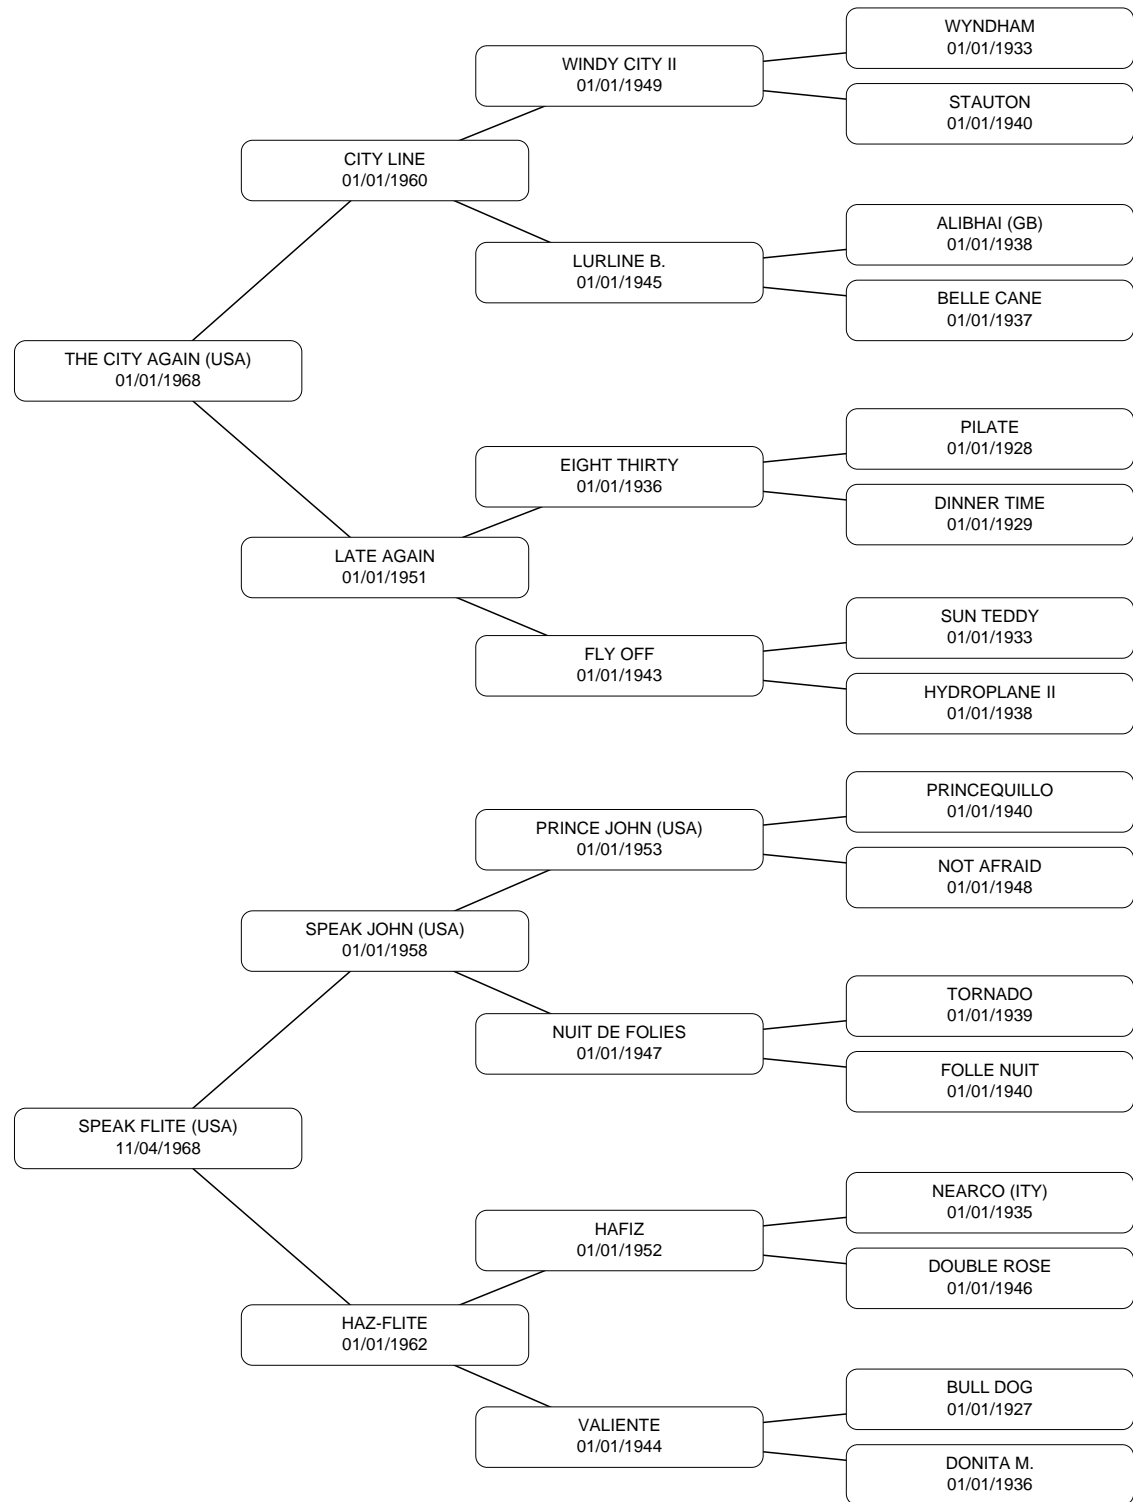 WYNDHAM
01/01/1933
WINDY CITY II
01/01/1949
STAUTON
01/01/1940
CITY LINE
01/01/1960
ALIBHAI (GB)
01/01/1938
LURLINE B.
01/01/1945
BELLE CANE
01/01/1937
THE CITY AGAIN (USA)
01/01/1968
PILATE
01/01/1928
EIGHT THIRTY
01/01/1936
DINNER TIME
01/01/1929
LATE AGAIN
01/01/1951
SUN TEDDY
01/01/1933
FLY OFF
01/01/1943
HYDROPLANE II
01/01/1938
PRINCEQUILLO
01/01/1940
PRINCE JOHN (USA)
01/01/1953
NOT AFRAID
01/01/1948
SPEAK JOHN (USA)
01/01/1958
TORNADO
01/01/1939
NUIT DE FOLIES
01/01/1947
FOLLE NUIT
01/01/1940
SPEAK FLITE (USA)
11/04/1968
NEARCO (ITY)
01/01/1935
HAFIZ
01/01/1952
DOUBLE ROSE
01/01/1946
HAZ-FLITE
01/01/1962
BULL DOG
01/01/1927
VALIENTE
01/01/1944
DONITA M.
01/01/1936